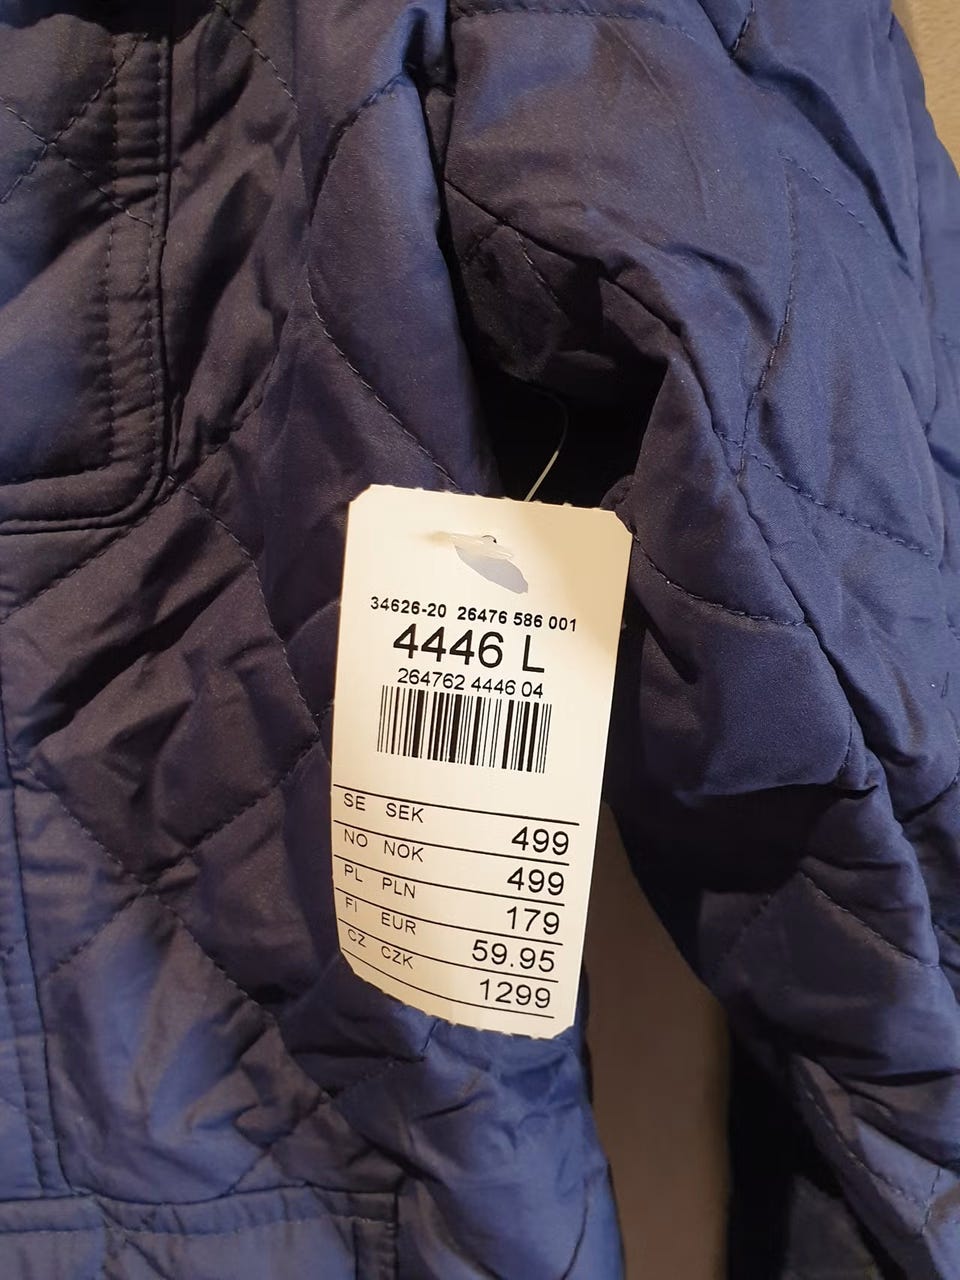 34626-20 26476 586 001
4446 L
264762 4446 04
SE SEK 499
NO NOK 499
PL PLN 179
FI EUR 59.95
CZ CZK 1299